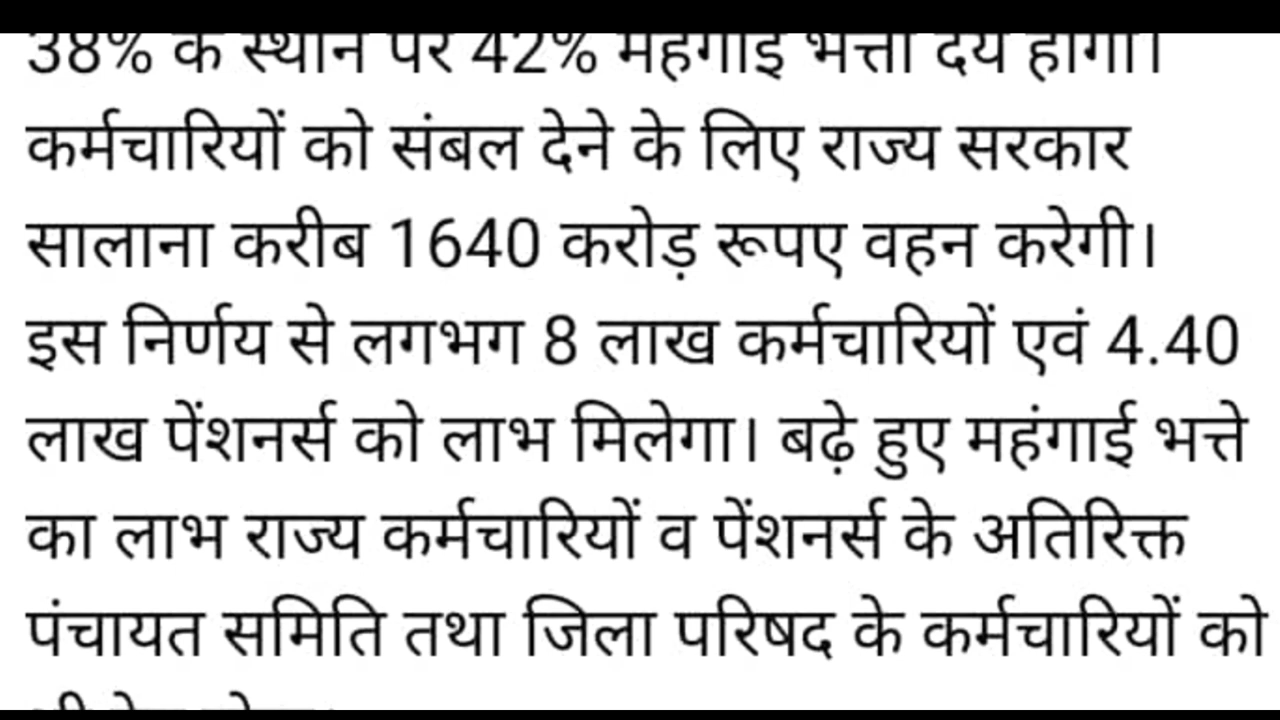 38% के स्थान पर 42% महंगाई भत्ता देय होगा।
कर्मचारियों को संबल देने के लिए राज्य सरकार
सालाना करीब 1640 करोड़ रूपए वहन करेगी।
इस निर्णय से लगभग 8 लाख कर्मचारियों एवं 4.40
लाख पेंशनर्स को लाभ मिलेगा। बढ़े हुए महंगाई भत्ते
का लाभ राज्य कर्मचारियों व पेंशनर्स के अतिरिक्त
पंचायत समिति तथा जिला परिषद के कर्मचारियों को